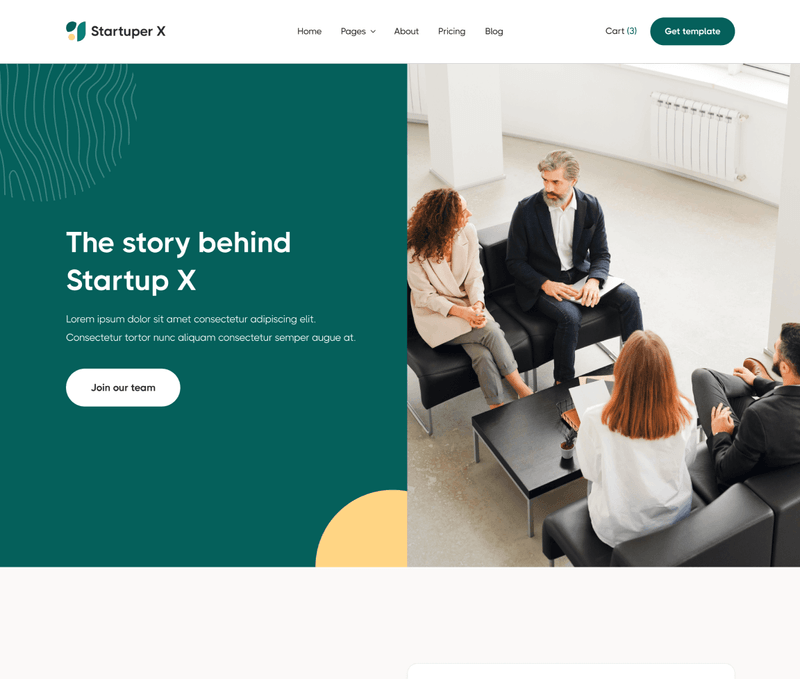 Startuper X
Home
Pages
About
Pricing
Blog
Cart (3)
Get template
The story behind
Startup X
Lorem ipsum dolor sit amet consectetur adipiscing elit.
Consectetur tortor nunc aliquam consectetur semper augue at.
Join our team